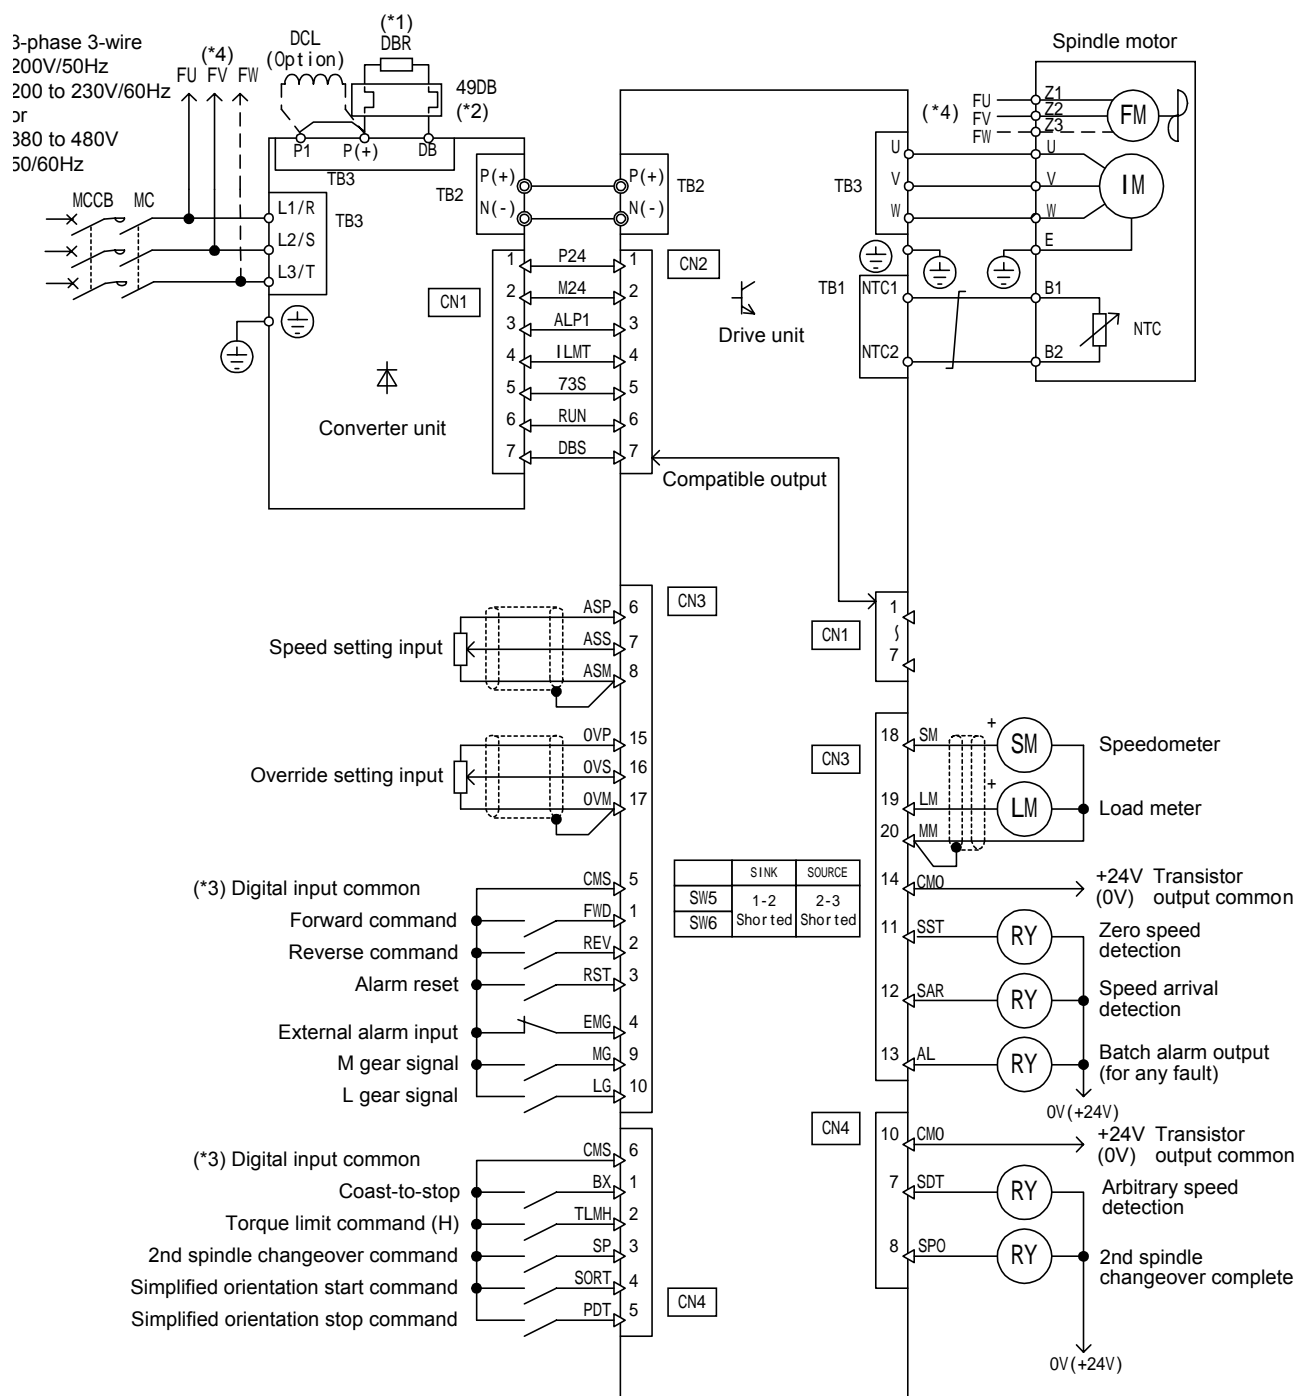 3-phase 3-wire
200V/50Hz
200 to 230V/60Hz
or
380 to 480V
50/60Hz
(*4)
FU FV FW
DCL
(Option)
(*1)
DBR
49DB
(*2)
P1 P(+) DB
TB3
MCCB MC
L1/R
L2/S
L3/T
TB3
Converter unit
TB2
P(+)
N(-)
P(+)
N(-)
TB2
CN1
1 P24 1
2 M24 2
3 ALP1 3
4 ILMT 4
5 73S 5
6 RUN 6
7 DBS 7
CN2
Drive unit
Compatible output
Spindle motor
(*4)
FU Z1
FV Z2
FW Z3
FM
TB3
U U
V V
W W
IM
E
TB1
NTC1 B1
NTC2 B2
NTC
CN3
Speed setting input
ASP 6
ASS 7
ASM 8
Override setting input
OVP 15
OVS 16
OVM 17
(*3) Digital input common CMS 5
Forward command FWD 1
Reverse command REV 2
Alarm reset RST 3
External alarm input EMG 4
M gear signal MG 9
L gear signal LG 10
(*3) Digital input common CMS 6
Coast-to-stop BX 1
Torque limit command (H) TLMH 2
2nd spindle changeover command SP 3
Simplified orientation start command SORT 4
Simplified orientation stop command PDT 5
CN4
CN1
1
~
7
CN3
18 SM + SM Speedometer
19 LM + LM Load meter
20 MM
SINK SOURCE
SW5 1-2 2-3
SW6 Shorted Shorted
14 CMO +24V Transistor
(0V) output common
11 SST RY Zero speed
detection
12 SAR RY Speed arrival
detection
13 AL RY Batch alarm output
(for any fault)
0V(+24V)
CN4
10 CMO +24V Transistor
(0V) output common
7 SDT RY Arbitrary speed
detection
8 SPO RY 2nd spindle
changeover complete
0V(+24V)